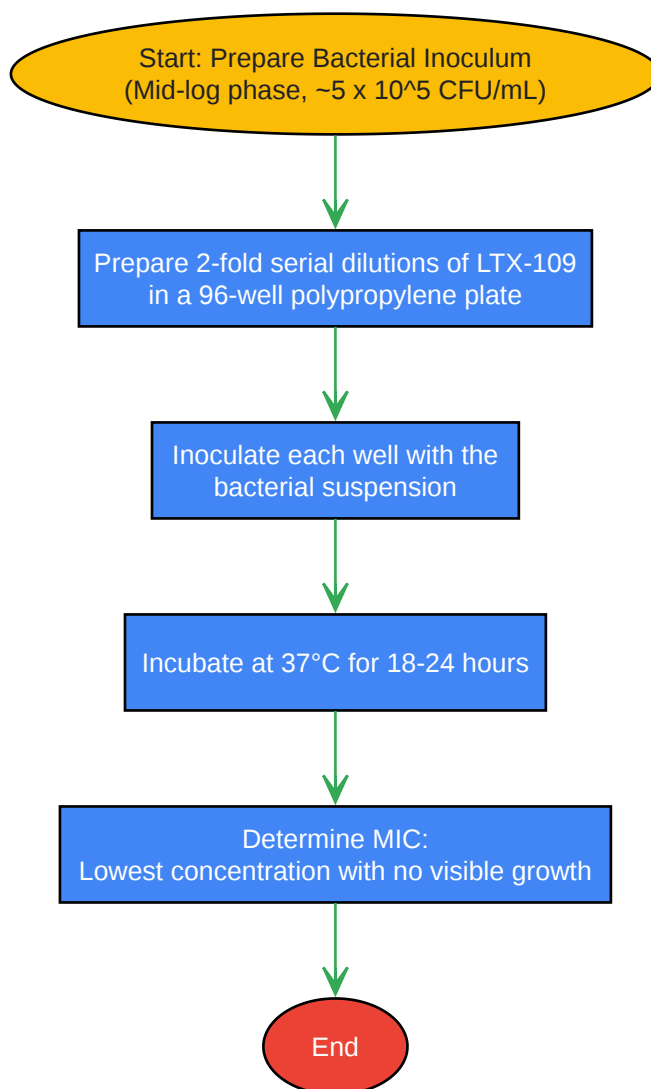 Start: Prepare Bacterial Inoculum
(Mid-log phase, ~5 x 10^5 CFU/mL)
Prepare 2-fold serial dilutions of LTX-109
in a 96-well polypropylene plate
Inoculate each well with the
bacterial suspension
Incubate at 37°C for 18-24 hours
Determine MIC:
Lowest concentration with no visible growth
End